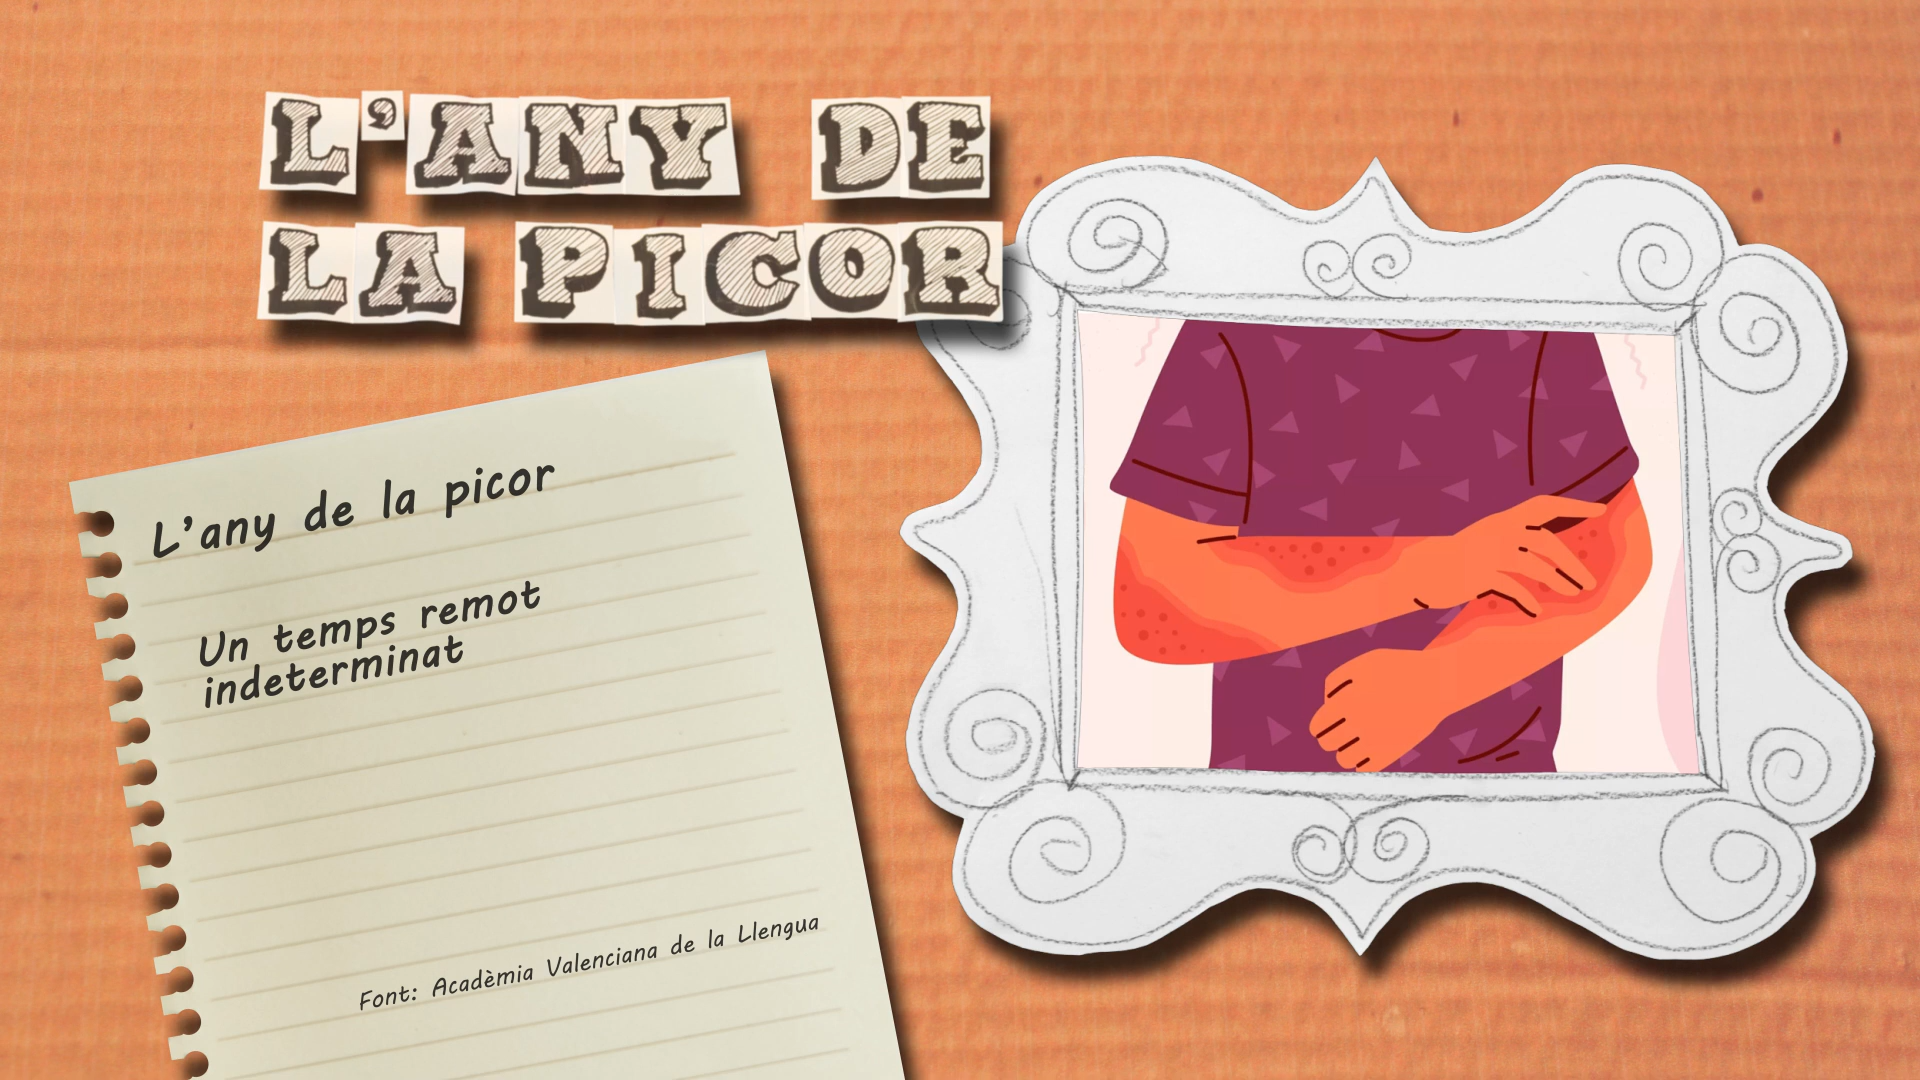 L'ANY DE
LA PICOR
L'any de la picor
Un temps remot
indeterminat
Font: Acadèmia Valenciana de la Llengua